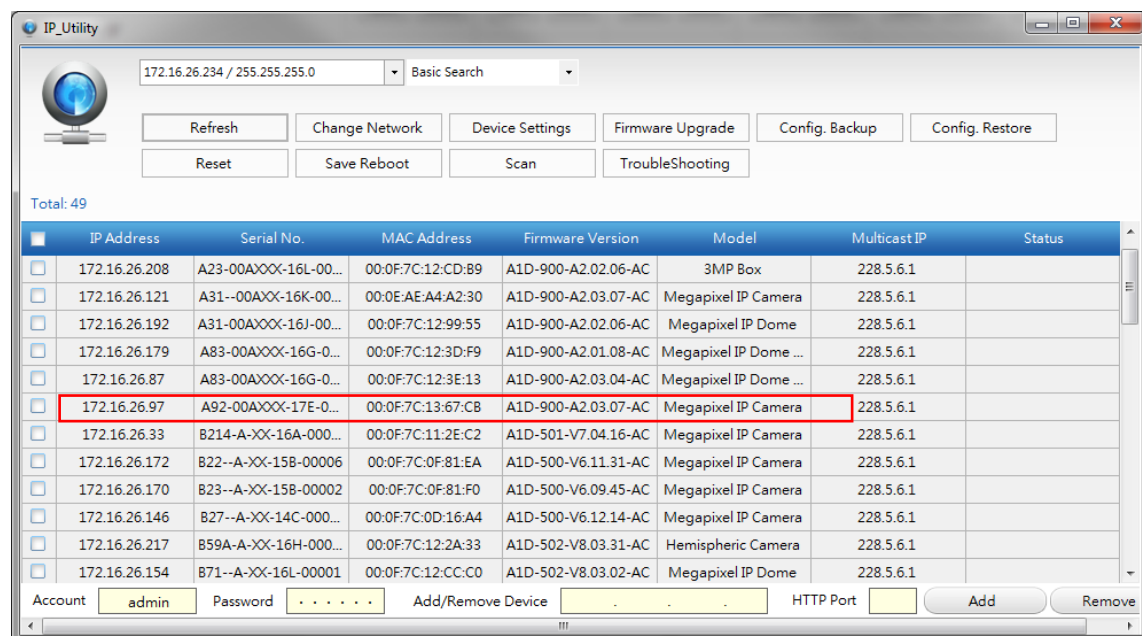 IP_Utility
172.16.26.234 / 255.255.255.0 Basic Search
Refresh Change Network Device Settings Firmware Upgrade Config. Backup Config. Restore
Reset Save Reboot Scan TroubleShooting
Total: 49
IP Address Serial No. MAC Address Firmware Version Model Multicast IP Status
172.16.26.208 A23-00AXXX-16L-00... 00:0F:7C:12:CD:B9 A1D-900-A2.02.06-AC 3MP Box 228.5.6.1
172.16.26.121 A31--00AXX-16K-00... 00:0E:AE:A4:A2:30 A1D-900-A2.03.07-AC Megapixel IP Camera 228.5.6.1
172.16.26.192 A31-00AXXX-16J-00... 00:0F:7C:12:99:55 A1D-900-A2.02.06-AC Megapixel IP Dome 228.5.6.1
172.16.26.179 A83-00AXXX-16G-0... 00:0F:7C:12:3D:F9 A1D-900-A2.01.08-AC Megapixel IP Dome ... 228.5.6.1
172.16.26.87 A83-00AXXX-16G-0... 00:0F:7C:12:3E:13 A1D-900-A2.03.04-AC Megapixel IP Dome ... 228.5.6.1
172.16.26.97 A92-00AXXX-17E-0... 00:0F:7C:13:67:CB A1D-900-A2.03.07-AC Megapixel IP Camera 228.5.6.1
172.16.26.33 B214-A-XX-16A-000... 00:0F:7C:11:2E:C2 A1D-501-V7.04.16-AC Megapixel IP Camera 228.5.6.1
172.16.26.172 B22--A-XX-15B-00006 00:0F:7C:0F:81:EA A1D-500-V6.11.31-AC Megapixel IP Camera 228.5.6.1
172.16.26.170 B23--A-XX-15B-00002 00:0F:7C:0F:81:F0 A1D-500-V6.09.45-AC Megapixel IP Camera 228.5.6.1
172.16.26.146 B27--A-XX-14C-000... 00:0F:7C:0D:16:A4 A1D-500-V6.12.14-AC Megapixel IP Camera 228.5.6.1
172.16.26.217 B59A-A-XX-16H-000... 00:0F:7C:12:2A:33 A1D-502-V8.03.31-AC Hemispheric Camera 228.5.6.1
172.16.26.154 B71--A-XX-16L-00001 00:0F:7C:12:CC:C0 A1D-502-V8.03.02-AC Megapixel IP Dome 228.5.6.1
Account admin Password Add/Remove Device . . . HTTP Port Add Remove